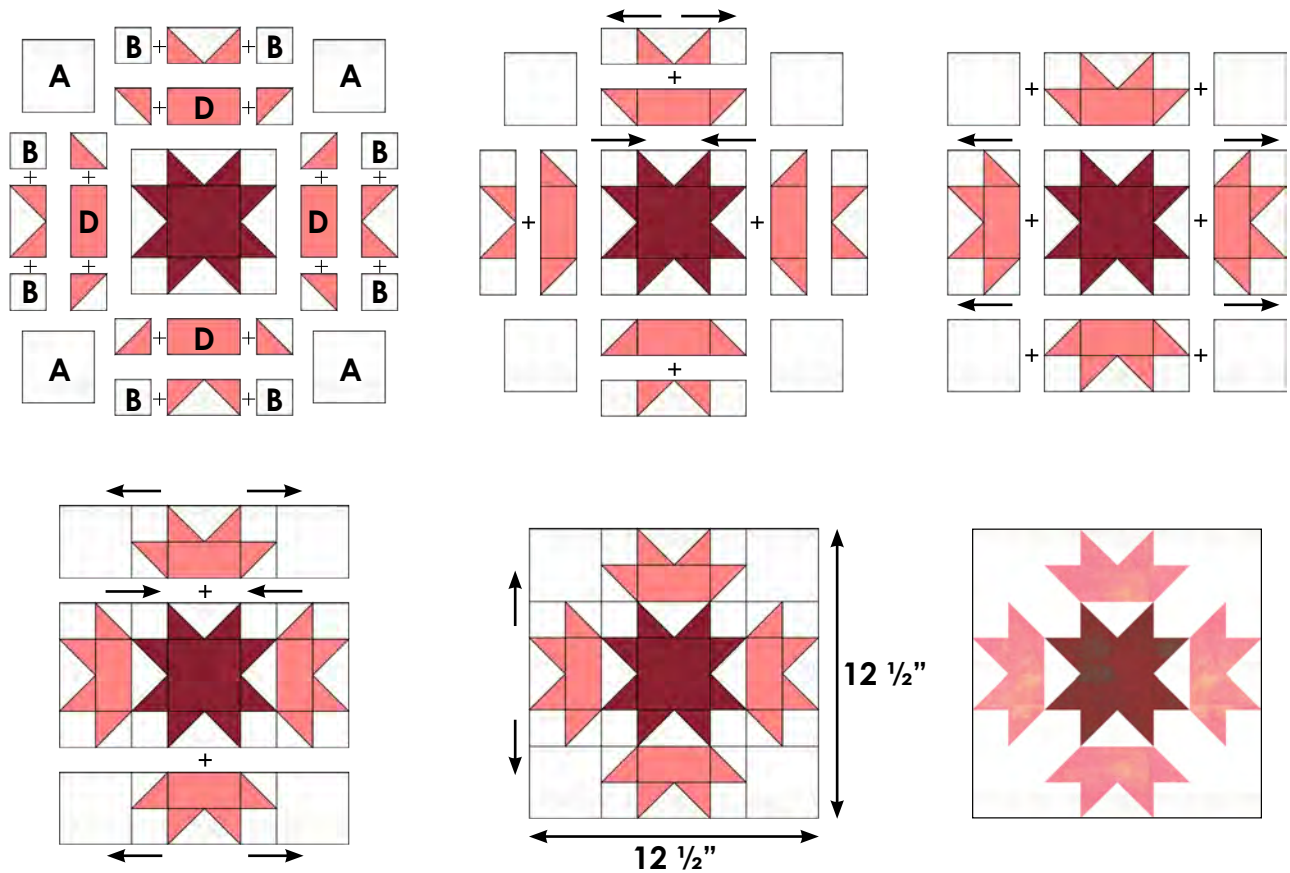 B + + B
A A
+ D +
B B
+ + + +
D D
+ + + +
B B
+ D +
A A
B + + B
+
+ +
+
+ +
+ +
+ +
+
+
12 ½”
12 ½”